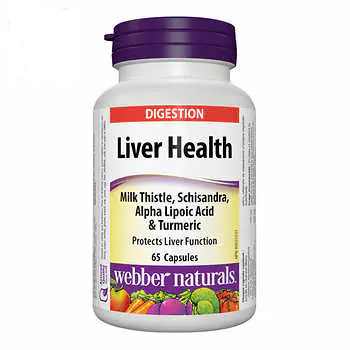 DIGESTION
Liver Health
Milk Thistle, Schisandra,
Alpha Lipoic Acid
& Turmeric
Protects Liver Function
65 Capsules
webber naturals.